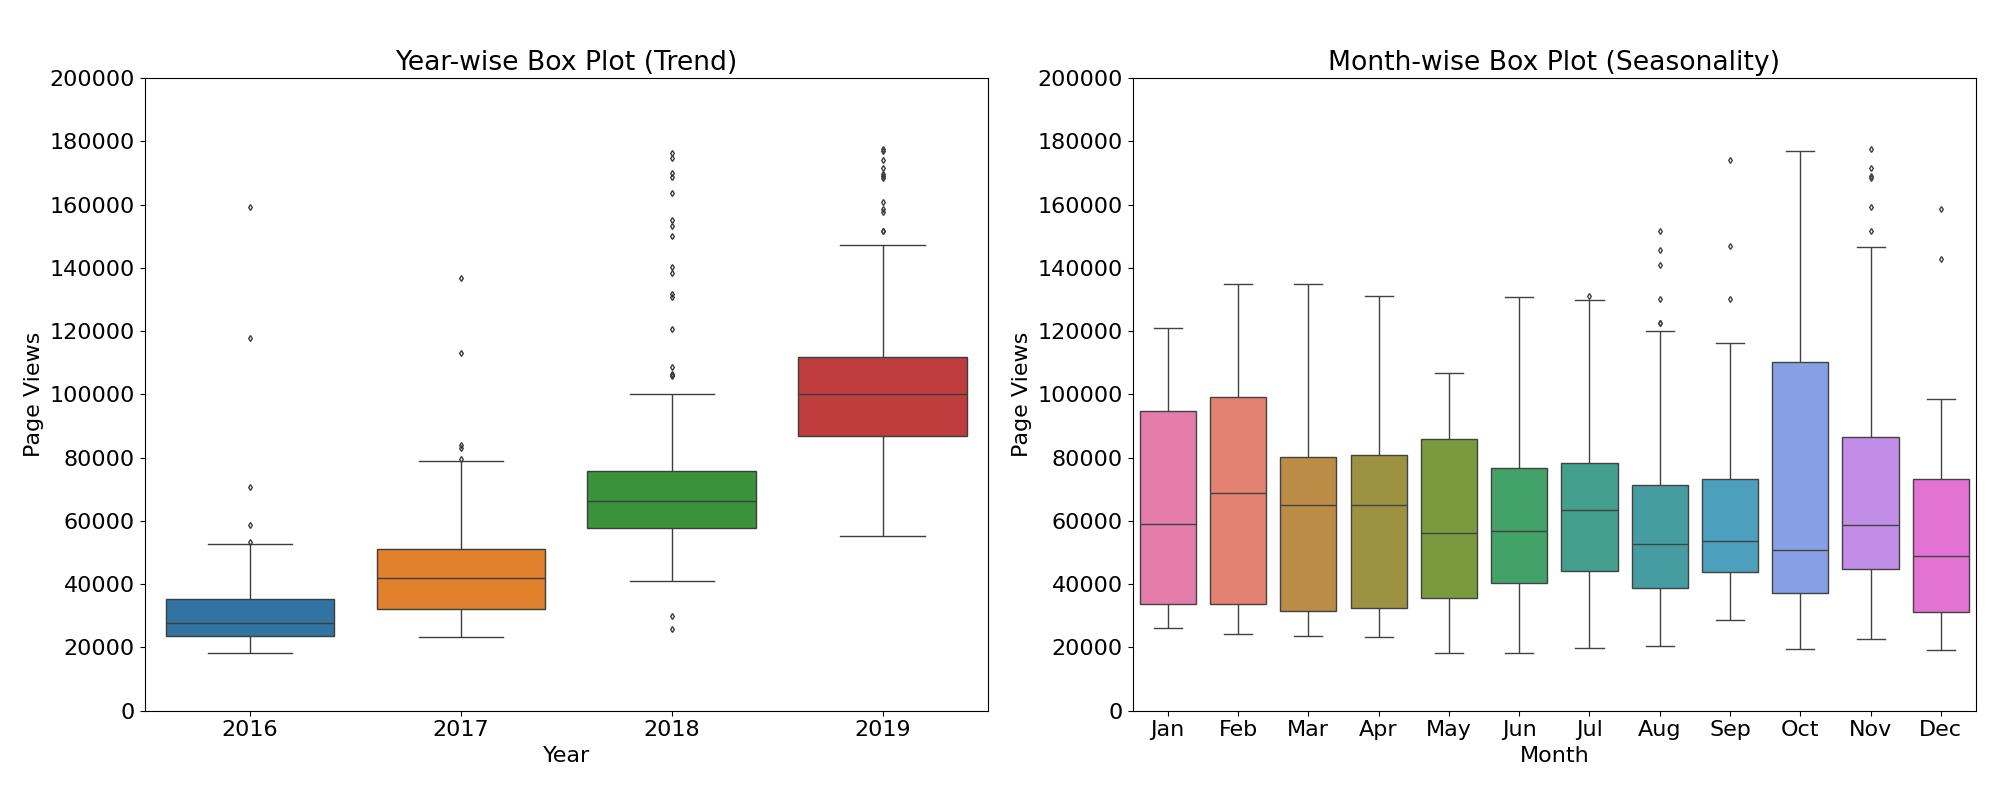 Year-wise Box Plot (Trend)
Page Views
200000
180000
160000
140000
120000
100000
80000
60000
40000
20000
0
2016 2017 2018 2019
Year
Month-wise Box Plot (Seasonality)
Page Views
200000
180000
160000
140000
120000
100000
80000
60000
40000
20000
0
Jan Feb Mar Apr May Jun Jul Aug Sep Oct Nov Dec
Month